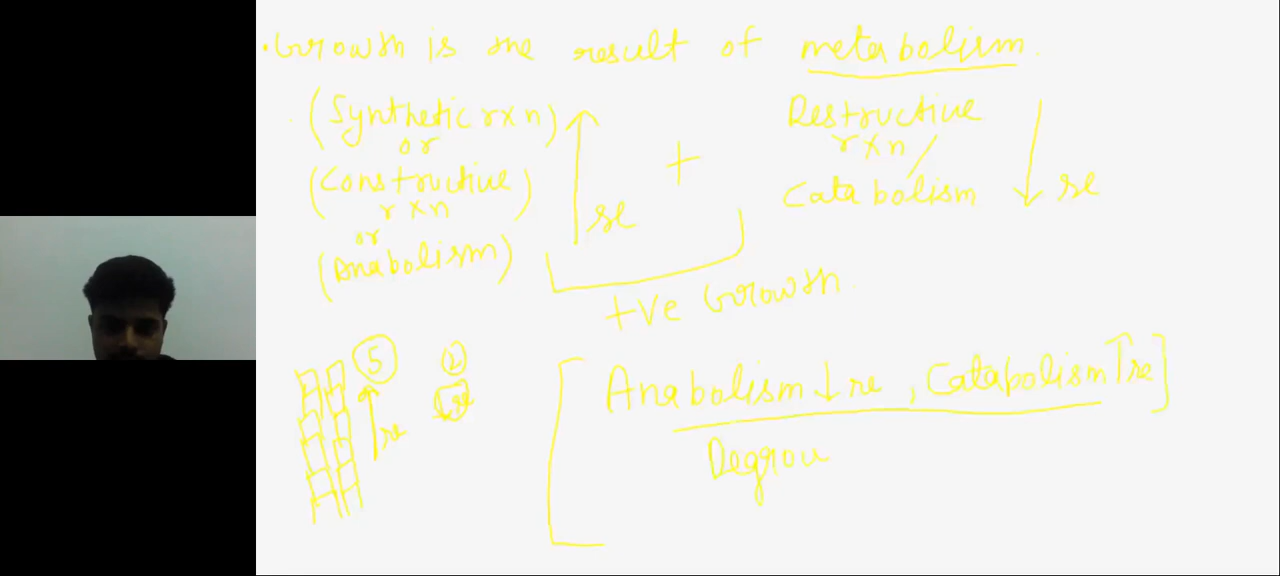 • Growth is the result of metabolism.
(Synthetic rxn)
or
(Constructive
rxn)
or
(Anabolism)
↑ se
+
Destructive
rxn/
Catabolism
↓ se
+ve Growth.
5
↑ se
2
[Anabolism ↓ se, Catabolism ↑ se]
Degrow